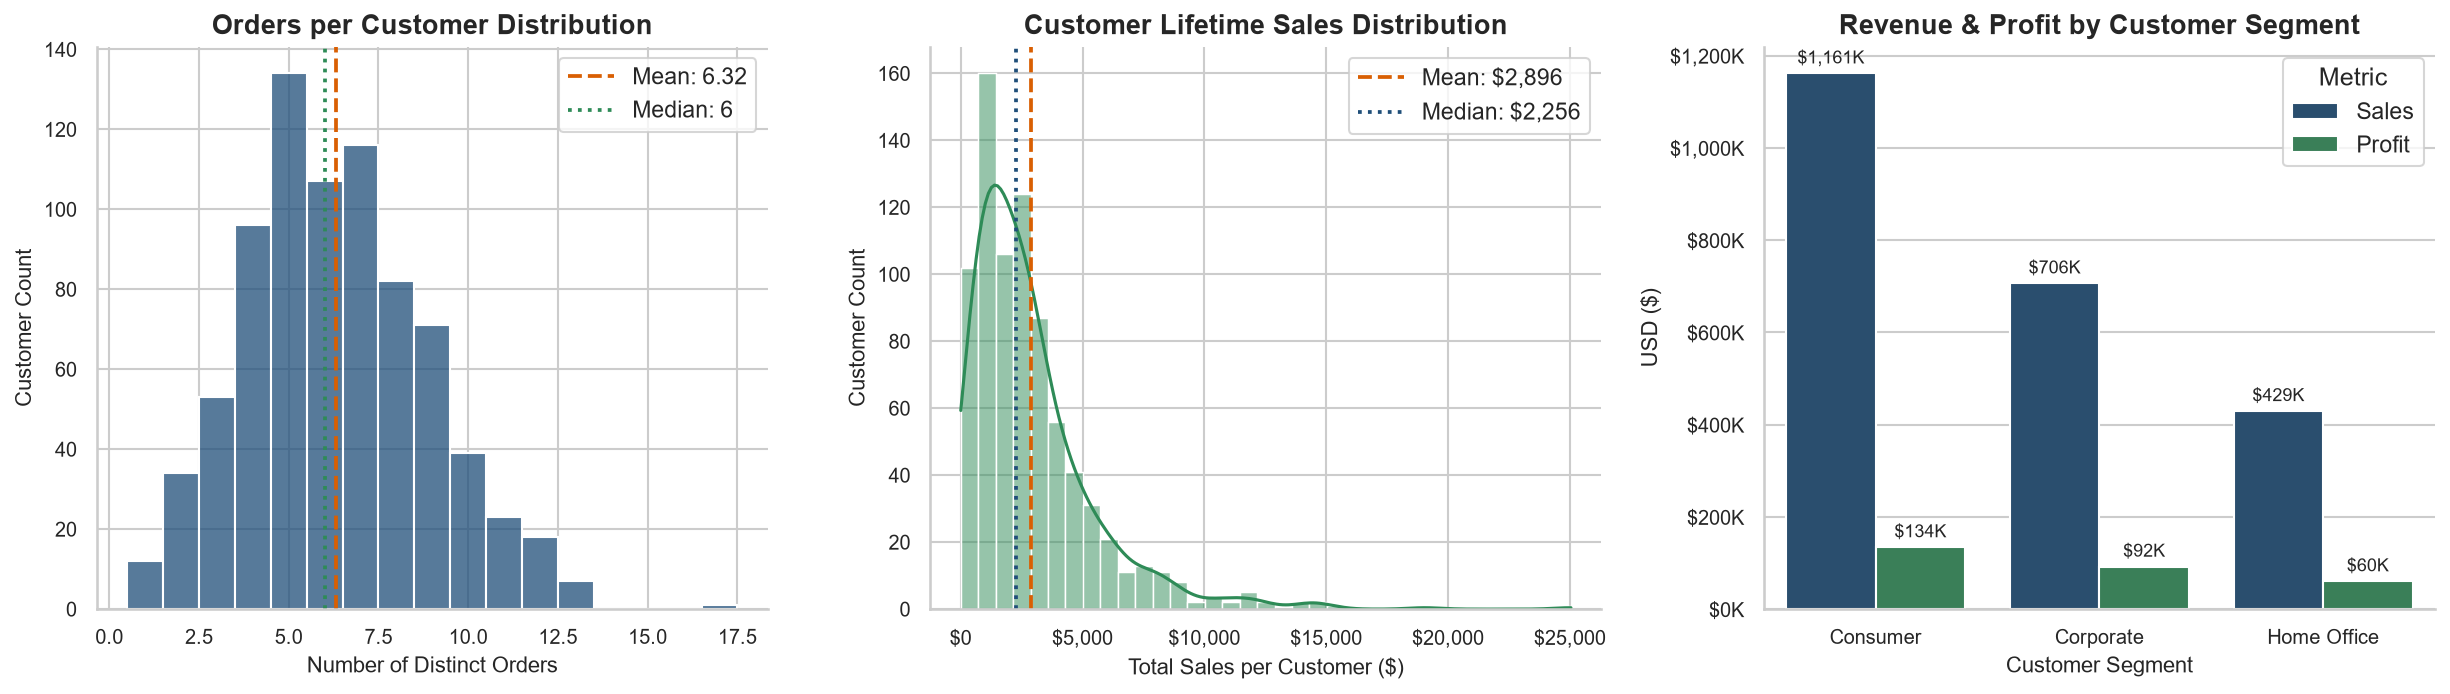 Orders per Customer Distribution
Mean: 6.32
Median: 6
Customer Count
140
120
100
80
60
40
20
0
0.0 2.5 5.0 7.5 10.0 12.5 15.0 17.5
Number of Distinct Orders
Customer Lifetime Sales Distribution
Mean: $2,896
Median: $2,256
Customer Count
160
140
120
100
80
60
40
20
0
$0 $5,000 $10,000 $15,000 $20,000 $25,000
Total Sales per Customer ($)
Revenue & Profit by Customer Segment
Metric
Sales
Profit
USD ($)
$1,200K
$1,000K
$800K
$600K
$400K
$200K
$0K
$1,161K
$706K
$429K
$134K
$92K
$60K
Consumer Corporate Home Office
Customer Segment